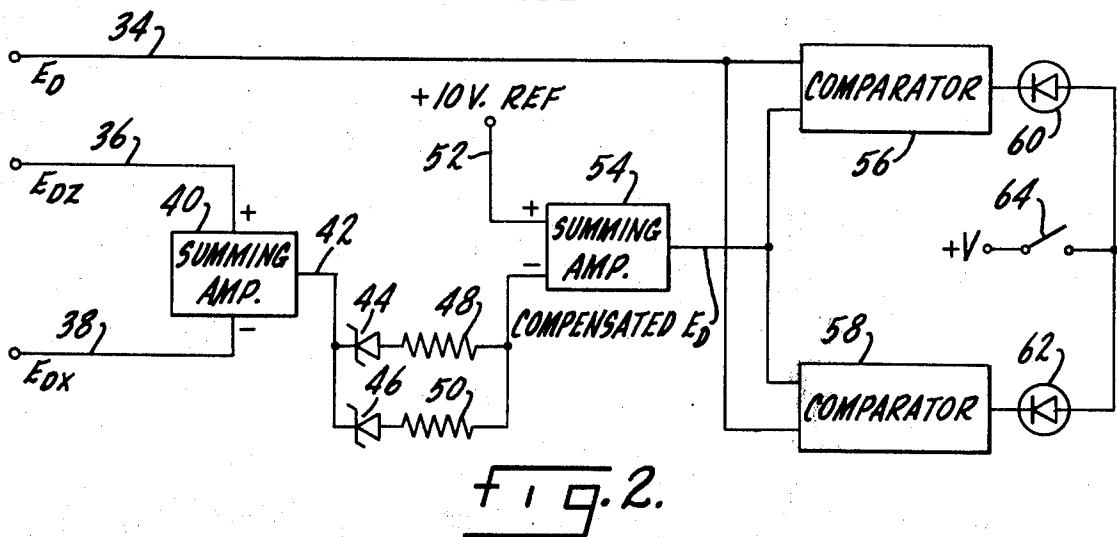 34
E_D
+10V. REF
COMPARATOR
56
60
36
E_DZ
52
54
64
40
+
SUMMING
AMP.
42
+
−
SUMMING
AMP.
+V
44
48
COMPENSATED E_D
58
62
38
−
E_DX
46
50
COMPARATOR
fig. 2.